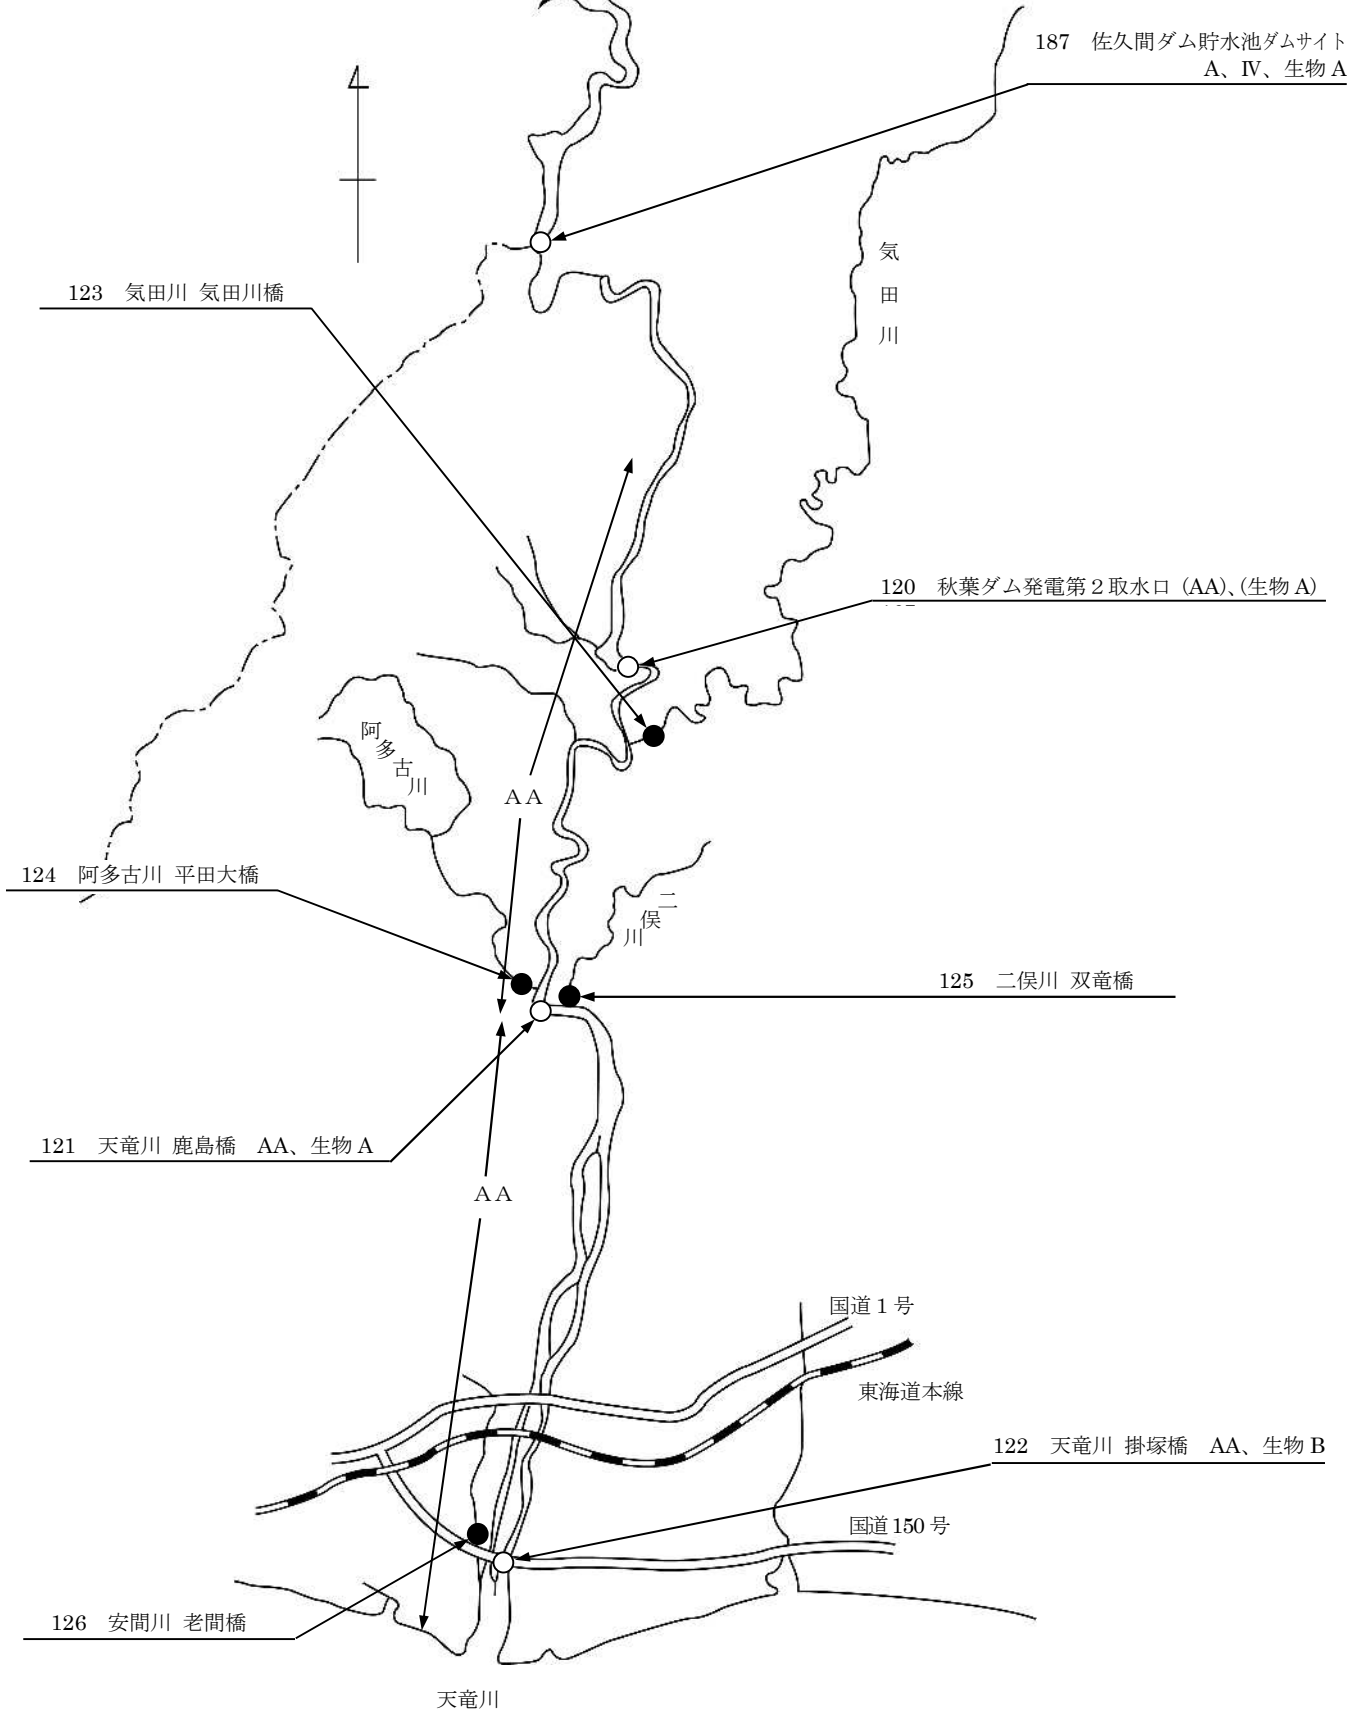 187 佐久間ダム貯水池ダムサイト
A、Ⅳ、生物 A
気田川
123 気田川 気田川橋
120 秋葉ダム発電第２取水口 (AA)、(生物 A)
阿多古川
AA
124 阿多古川 平田大橋
二俣川
125 二俣川 双竜橋
121 天竜川 鹿島橋 AA、生物 A
AA
国道 1 号
東海道本線
122 天竜川 掛塚橋 AA、生物 B
国道 150 号
126 安間川 老間橋
天竜川